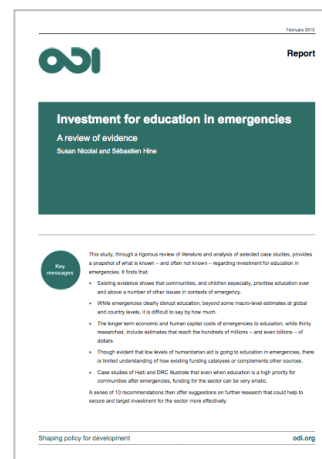 February 2015
ODI
Report
Investment for education in emergencies
A review of evidence
Susan Nicolai and Sébastien Hine
Key
messages
This study, through a rigorous review of literature and analysis of selected case studies, provides
a snapshot of what is known – and often not known – regarding investment for education in
emergencies. It finds that:
• Existing evidence shows that communities, and children especially, prioritise education over
and above a number of other issues in contexts of emergency.
• While emergencies clearly disrupt education, beyond some macro-level estimates at global
and country levels, it is difficult to say by how much.
• The longer term economic and human capital costs of emergencies to education, while thinly
researched, include estimates that reach the hundreds of millions – and even billions – of
dollars.
• Though evident that low levels of humanitarian aid is going to education in emergencies, there
is limited understanding of how existing funding catalyses or complements other sources.
• Case studies of Haiti and DRC illustrate that even when education is a high priority for
communities after emergencies, funding for the sector can be very erratic.
A series of 10 recommendations then offer suggestions on further research that could help to
secure and target investment for the sector more effectively.
Shaping policy for development
odi.org